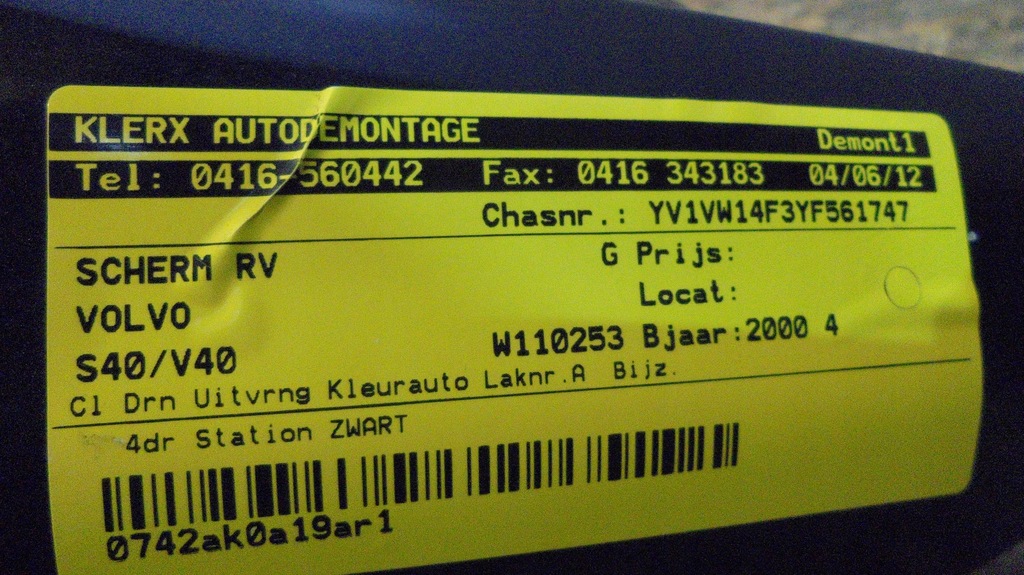 KLERX AUTODEMONTAGE Demont1
Tel: 0416-560442 Fax: 0416 343183 04/06/12
Chasnr.: YV1VW14F3YF561747
SCHERM RV G Prijs:
VOLVO Locat:
S40/V40 W110253 Bjaar:2000 4
Cl Drn Uitvrng Kleurauto Laknr.A Bijz.
4dr Station ZWART
0742ak0a19ar1